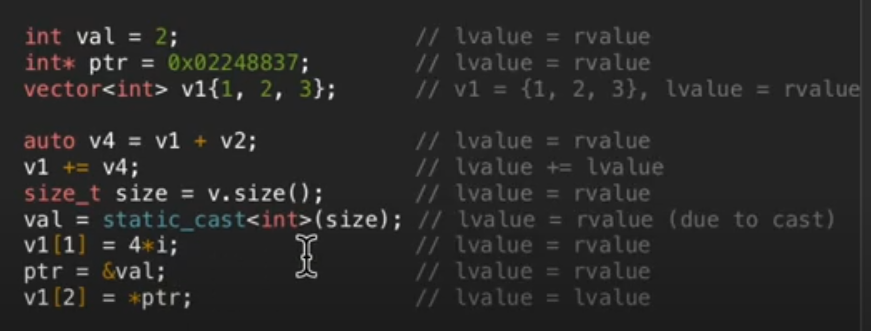 int val = 2; // lvalue = rvalue
int* ptr = 0x02248837; // lvalue = rvalue
vector<int> v1{1, 2, 3}; // v1 = {1, 2, 3}, lvalue = rvalue
auto v4 = v1 + v2; // lvalue = rvalue
v1 += v4; // lvalue += lvalue
size_t size = v.size(); // lvalue = rvalue
val = static_cast<int>(size); // lvalue = rvalue (due to cast)
v1[1] = 4*i; // lvalue = rvalue
ptr = &val; // lvalue = rvalue
v1[2] = *ptr; // lvalue = lvalue